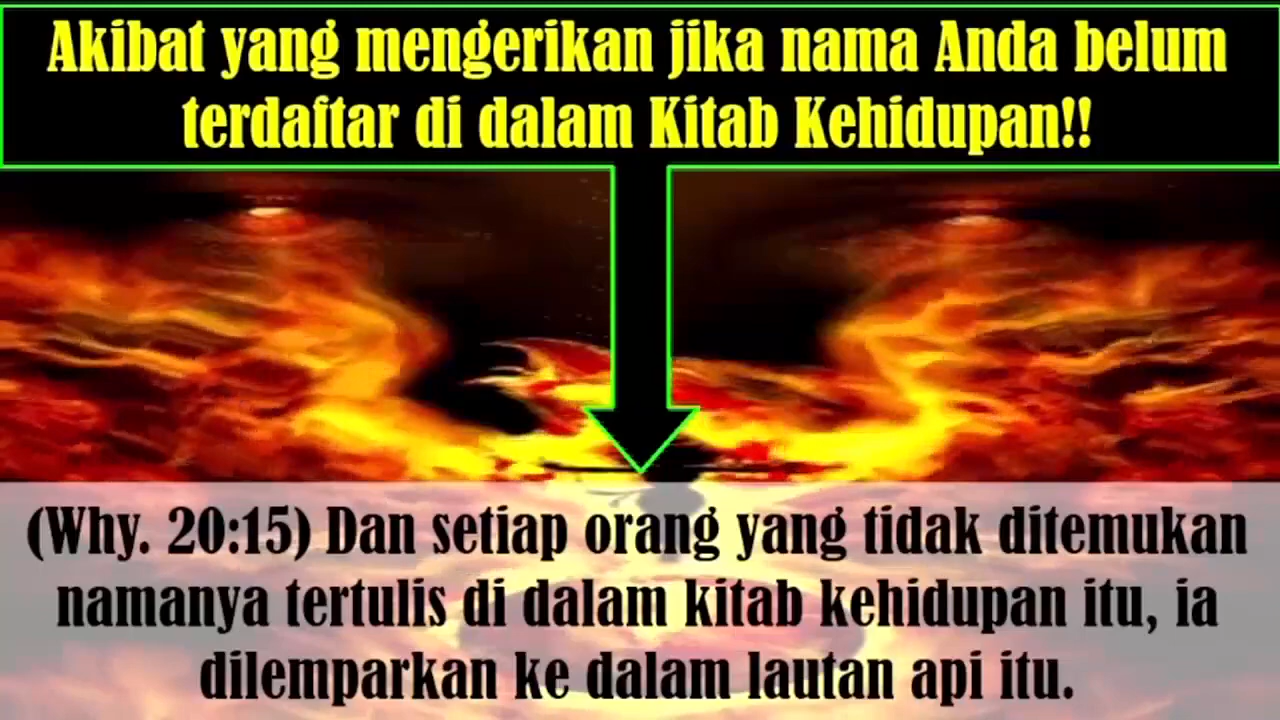 Akibat yang mengerikan jika nama Anda belum
terdaftar di dalam Kitab Kehidupan!!
(Why. 20:15) Dan setiap orang yang tidak ditemukan
namanya tertulis di dalam kitab kehidupan itu, ia
dilemparkan ke dalam lautan api itu.